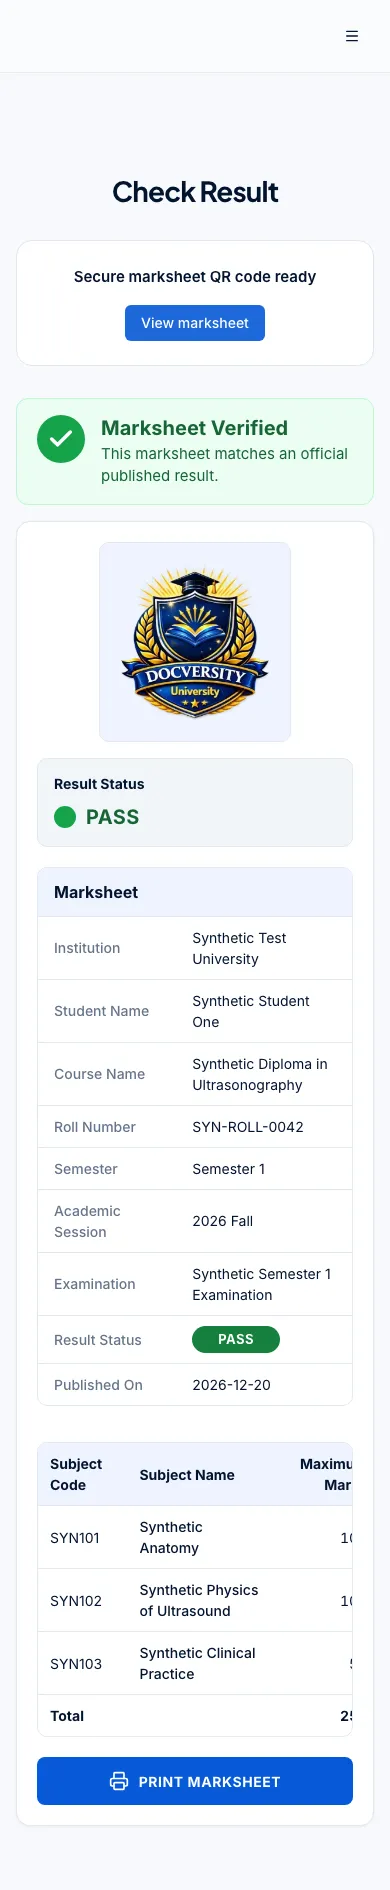 Check Result
Secure marksheet QR code ready
View marksheet
Marksheet Verified
This marksheet matches an official
published result.
DOCVERSITY
University
Result Status
PASS
Marksheet
Institution
Synthetic Test
University
Student Name
Synthetic Student
One
Course Name
Synthetic Diploma in
Ultrasonography
Roll Number
SYN-ROLL-0042
Semester
Semester 1
Academic
Session
2026 Fall
Examination
Synthetic Semester 1
Examination
Result Status
PASS
Published On
2026-12-20
Subject
Code
Subject Name
SYN101
Synthetic
Anatomy
SYN102
Synthetic Physics
of Ultrasound
SYN103
Synthetic Clinical
Practice
Total
PRINT MARKSHEET